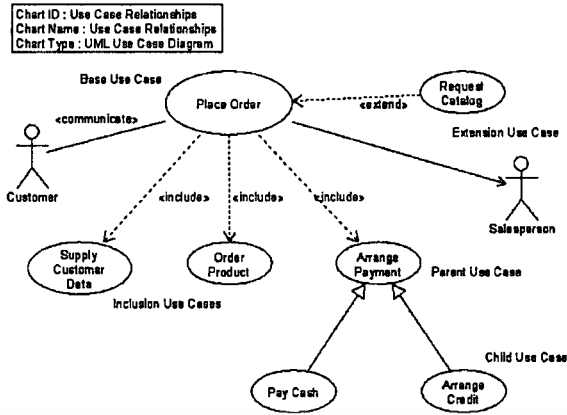 Chart ID : Use Case Relationships
Chart Name : Use Case Relationships
Chart Type : UML Use Case Diagram
Base Use Case
Place Order
Request
Catalog
«extend»
«communicate»
Extension Use Case
Customer
Salesperson
«include»
«include»
«include»
Supply
Customer
Data
Order
Product
Arrange
Payment
Parent Use Case
Inclusion Use Cases
Child Use Case
Pay Cash
Arrange
Credit